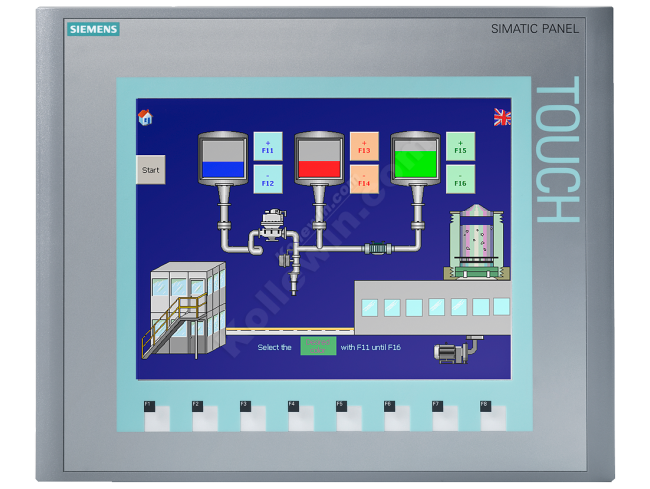 SIEMENS
SIMATIC PANEL
TOUCH
Start
+
F11
-
F12
+
F13
-
F14
+
F15
-
F16
Select the
with F11 until F16
F1
F2
F3
F4
F5
F6
F7
F8